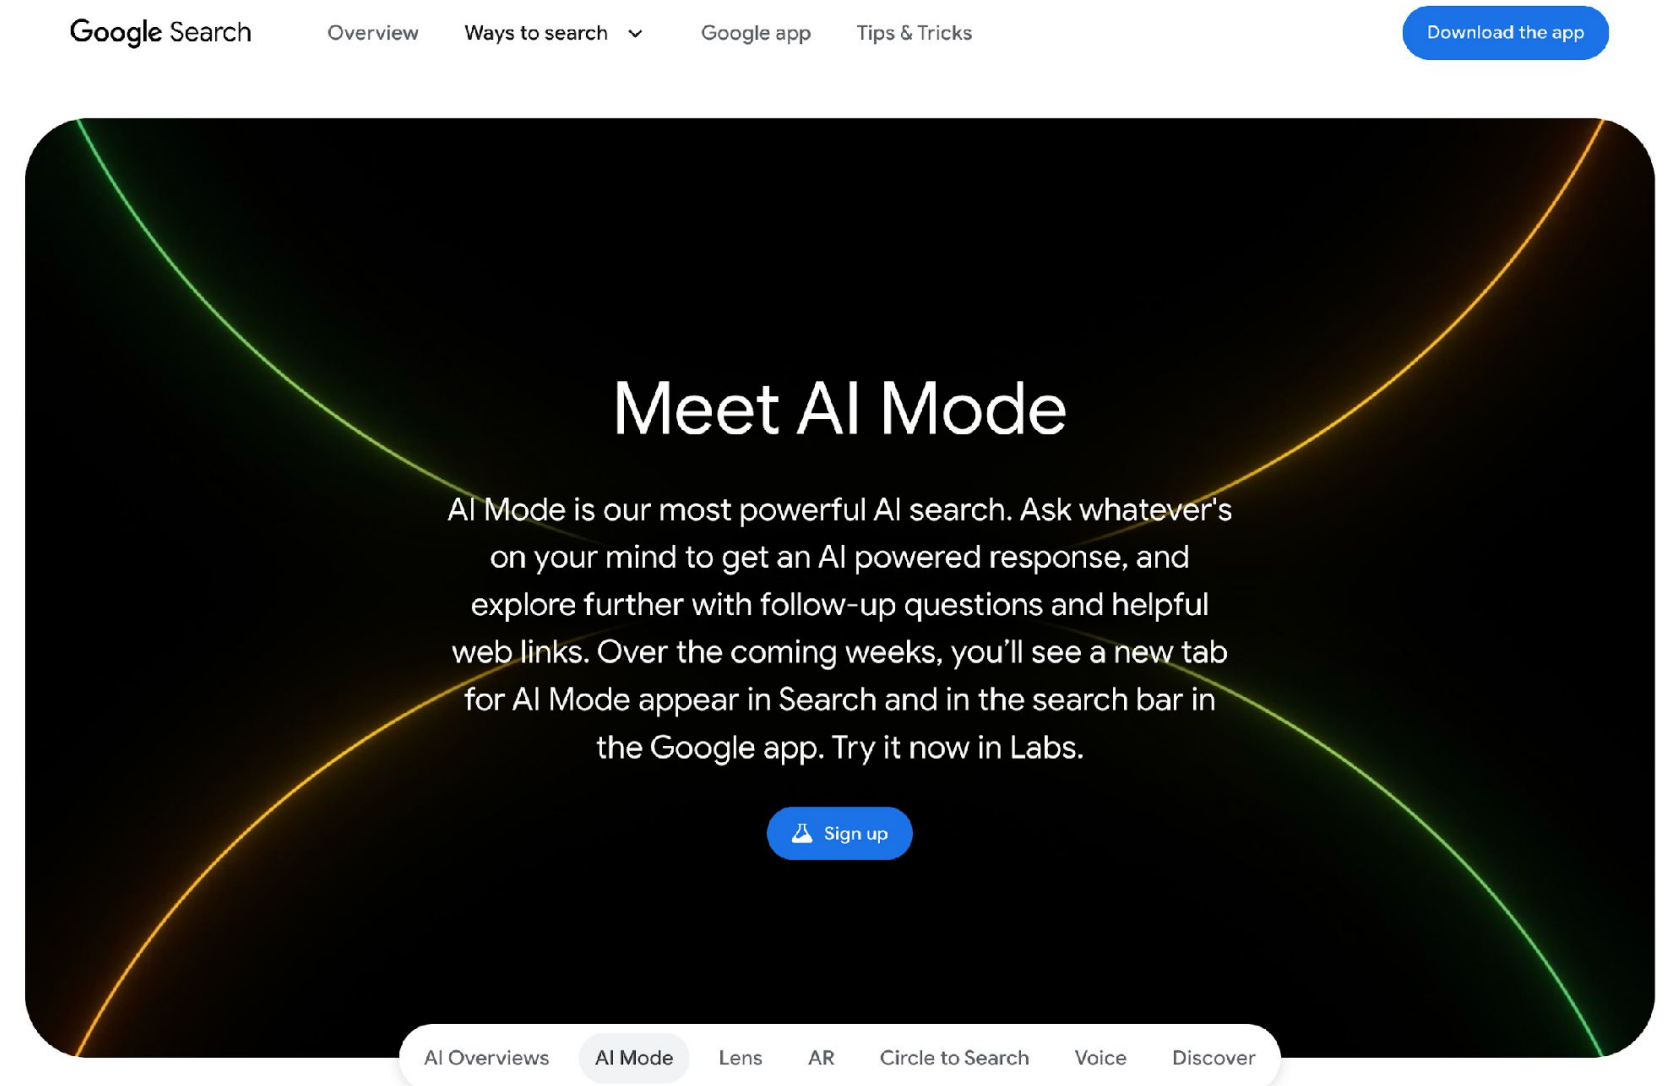 Google Search
Overview
Ways to search
Google app
Tips & Tricks
Download the app
Meet AI Mode
AI Mode is our most powerful AI search. Ask whatever's
on your mind to get an AI powered response, and
explore further with follow-up questions and helpful
web links. Over the coming weeks, you’ll see a new tab
for AI Mode appear in Search and in the search bar in
the Google app. Try it now in Labs.
Sign up
AI Overviews
AI Mode
Lens
AR
Circle to Search
Voice
Discover